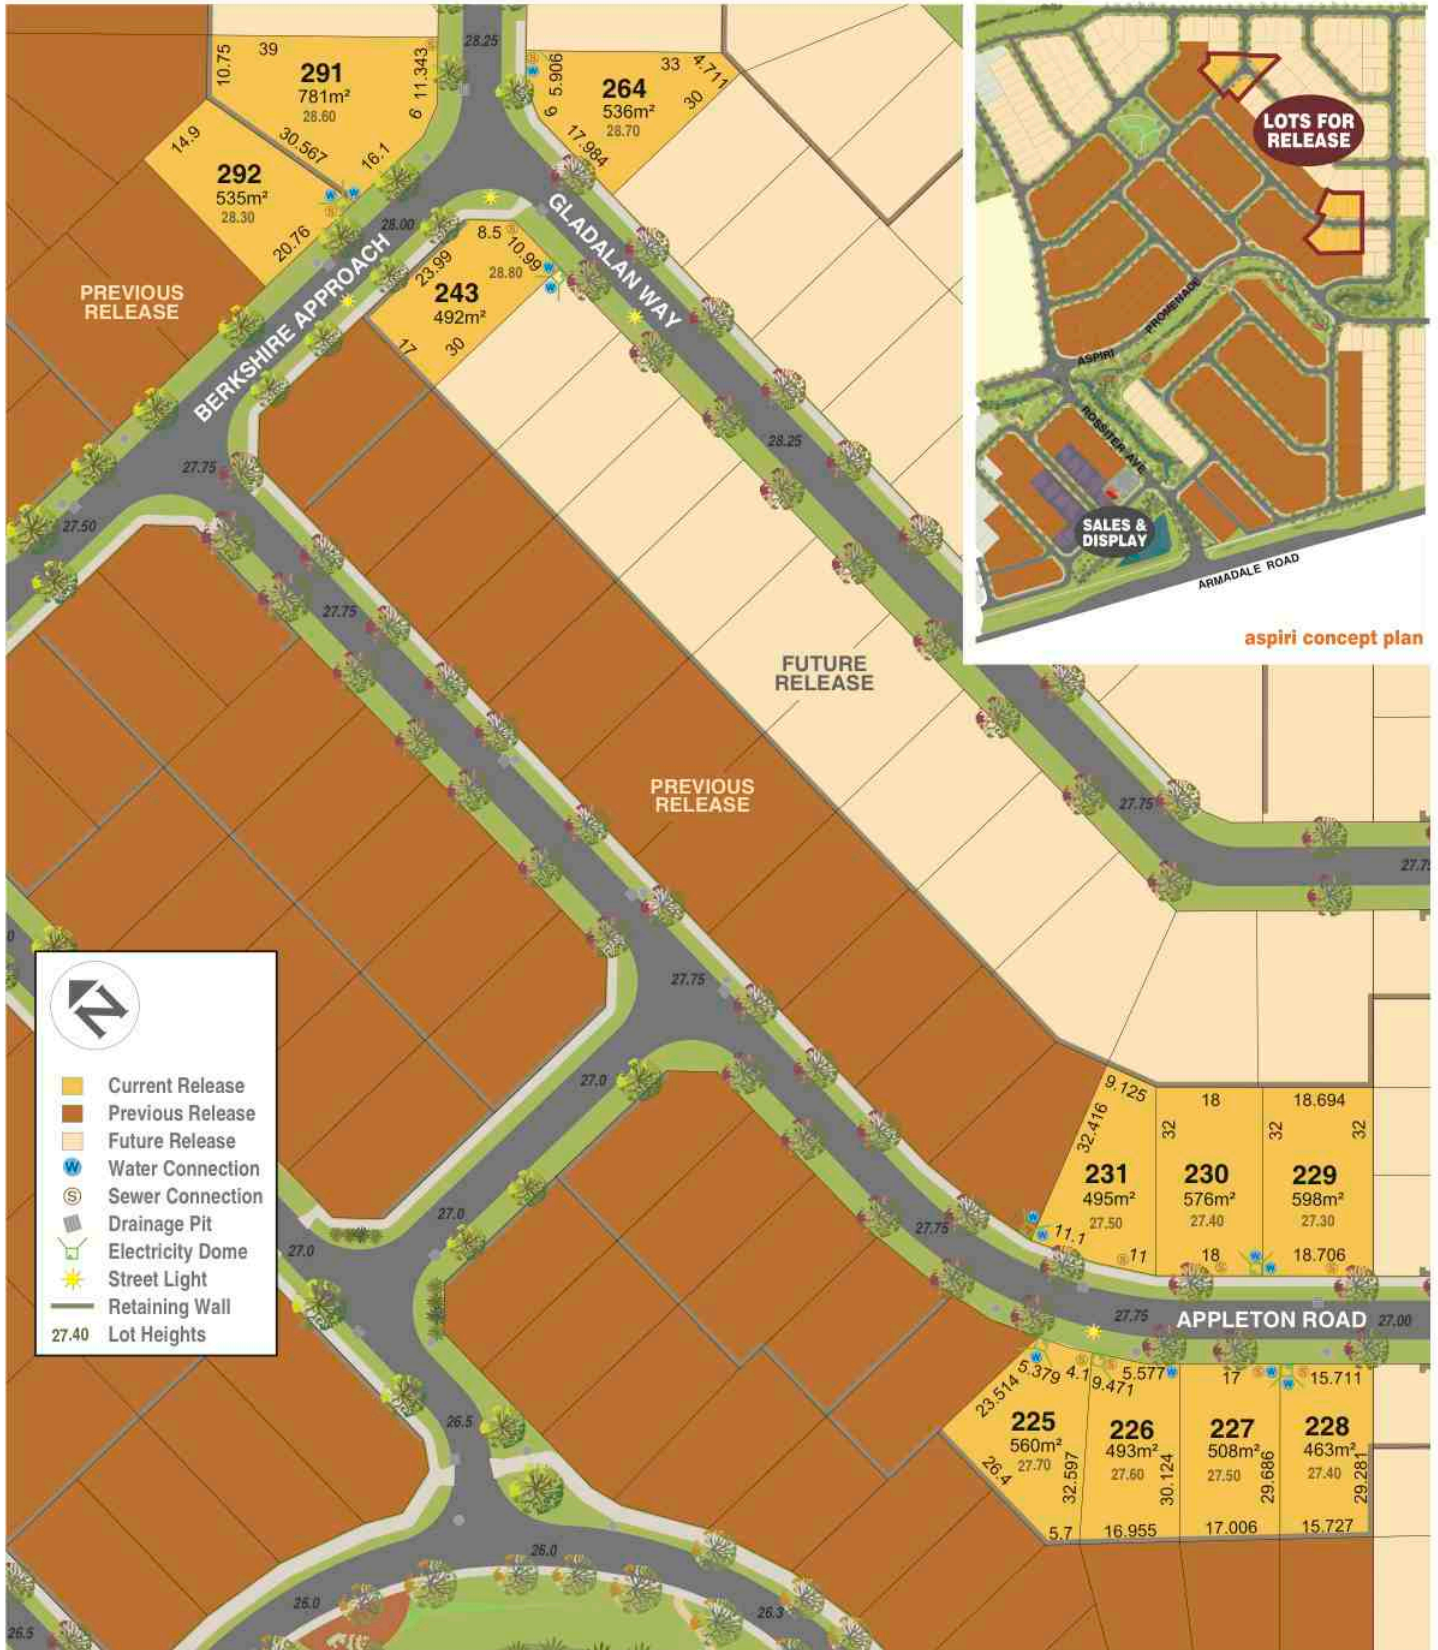 28.25
39
10.75
291
781m²
28.60
11.343
6
30.567
16.1
14.9
292
535m²
28.30
20.76
5.906
9
33
4.711
264
536m²
28.70
30
17.984
28.00
8.5
10.99
28.80
23.99
243
492m²
17
30
BERKSHIRE APPROACH
GLADALAN WAY
PREVIOUS
RELEASE
27.75
27.50
28.25
27.75
LOTS FOR
RELEASE
ASPIRI
PROMENADE
ROSSITER AVE
SALES &
DISPLAY
ARMADALE ROAD
aspiri concept plan
FUTURE
RELEASE
PREVIOUS
RELEASE
27.75
27.75
27.0
27.0
27.0
26.5
26.0
26.0
26.3
26.5
N
Current Release
Previous Release
Future Release
W Water Connection
S Sewer Connection
Drainage Pit
Electricity Dome
Street Light
Retaining Wall
27.40 Lot Heights
9.125
32.416
231
495m²
27.50
11.1
11
18
32
230
576m²
27.40
18
18.694
32
32
229
598m²
27.30
18.706
27.75
27.75
APPLETON ROAD
27.00
5.379
4.1
23.514
225
560m²
27.70
26.4
32.597
5.7
9.471
5.577
226
493m²
27.60
30.124
16.955
17
227
508m²
27.50
29.686
17.006
15.711
228
463m²
27.40
29.281
15.727